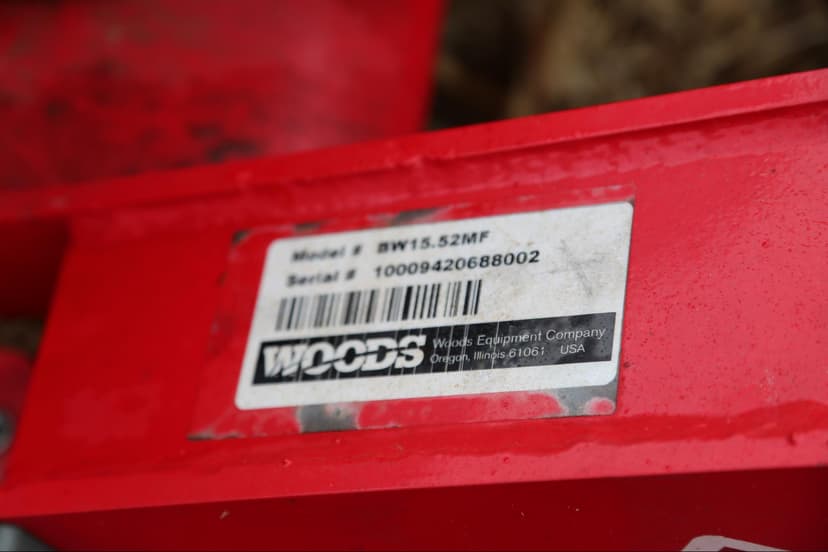 Model # BW15.52MF
Serial # 10009420688002
WOODS Woods Equipment Company
Oregon, Illinois 61061 USA